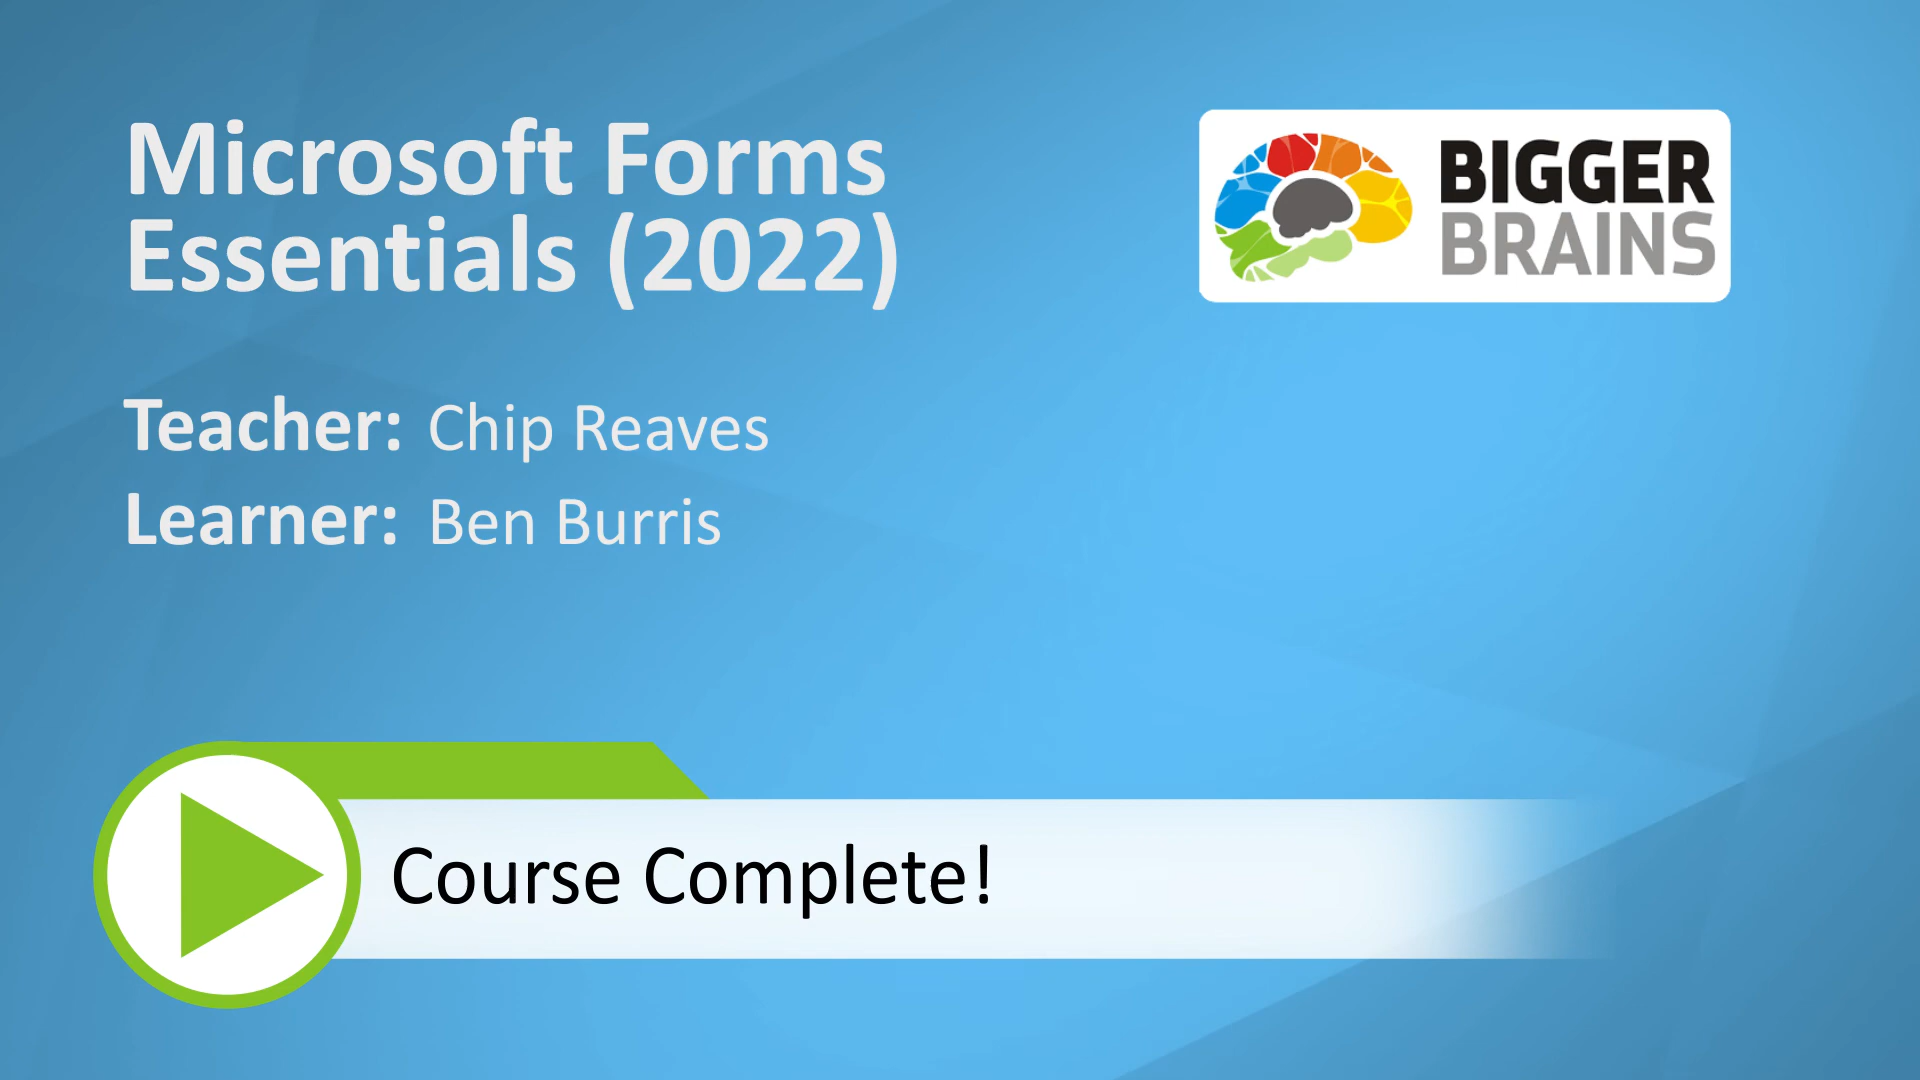 Microsoft Forms
Essentials (2022)
BIGGER
BRAINS
Teacher: Chip Reaves
Learner: Ben Burris
Course Complete!